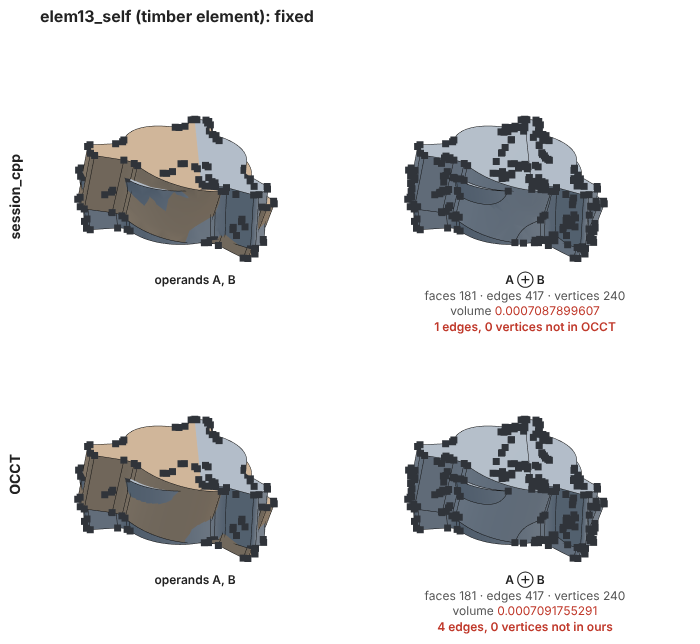 elem13_self (timber element): fixed
session_cpp
operands A, B
A ⊕ B
faces 181 · edges 417 · vertices 240
volume 0.0007087899607
1 edges, 0 vertices not in OCCT
OCCT
operands A, B
A ⊕ B
faces 181 · edges 417 · vertices 240
volume 0.0007091755291
4 edges, 0 vertices not in ours